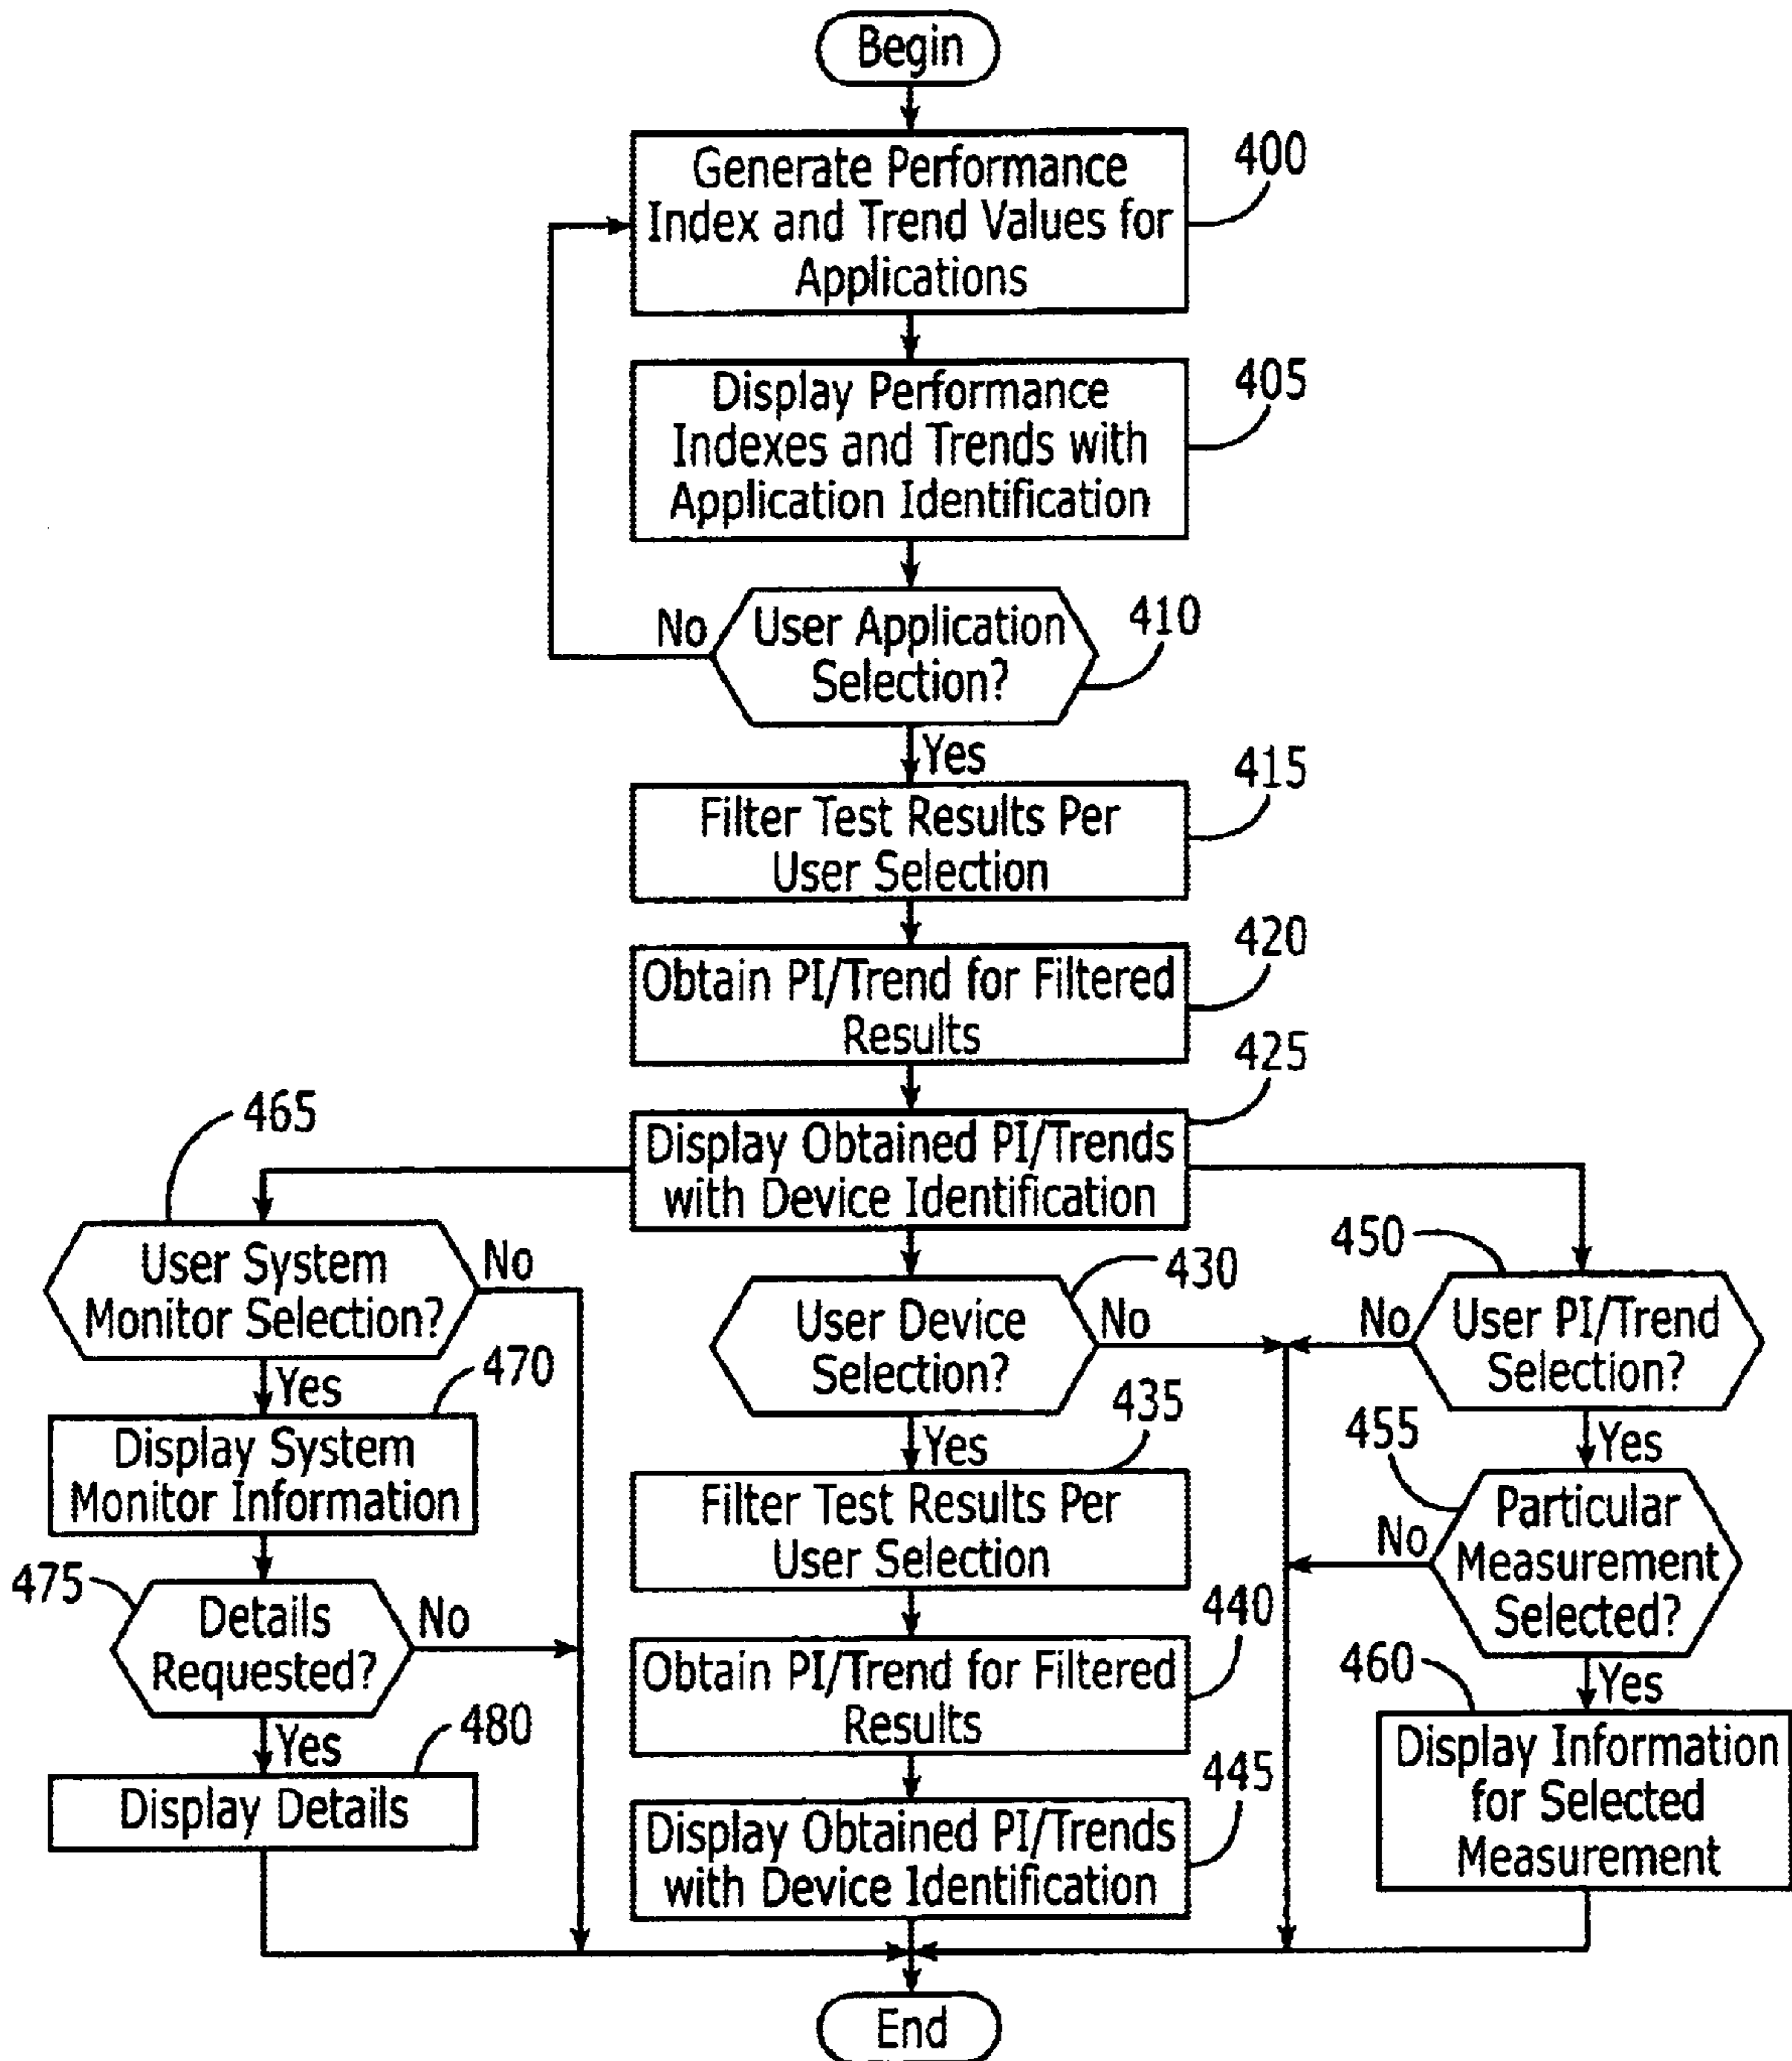 Begin
Generate Performance
Index and Trend Values for
Applications
400
Display Performance
Indexes and Trends with
Application Identification
405
No
User Application
Selection?
410
Yes
Filter Test Results Per
User Selection
415
Obtain PI/Trend for Filtered
Results
420
Display Obtained PI/Trends
with Device Identification
425
465
User System
Monitor Selection?
No
Yes
470
Display System
Monitor Information
475
Details
Requested?
No
Yes
480
Display Details
430
User Device
Selection?
No
Yes
435
Filter Test Results Per
User Selection
440
Obtain PI/Trend for Filtered
Results
445
Display Obtained PI/Trends
with Device Identification
450
No
User PI/Trend
Selection?
Yes
455
No
Particular
Measurement
Selected?
Yes
460
Display Information
for Selected
Measurement
End